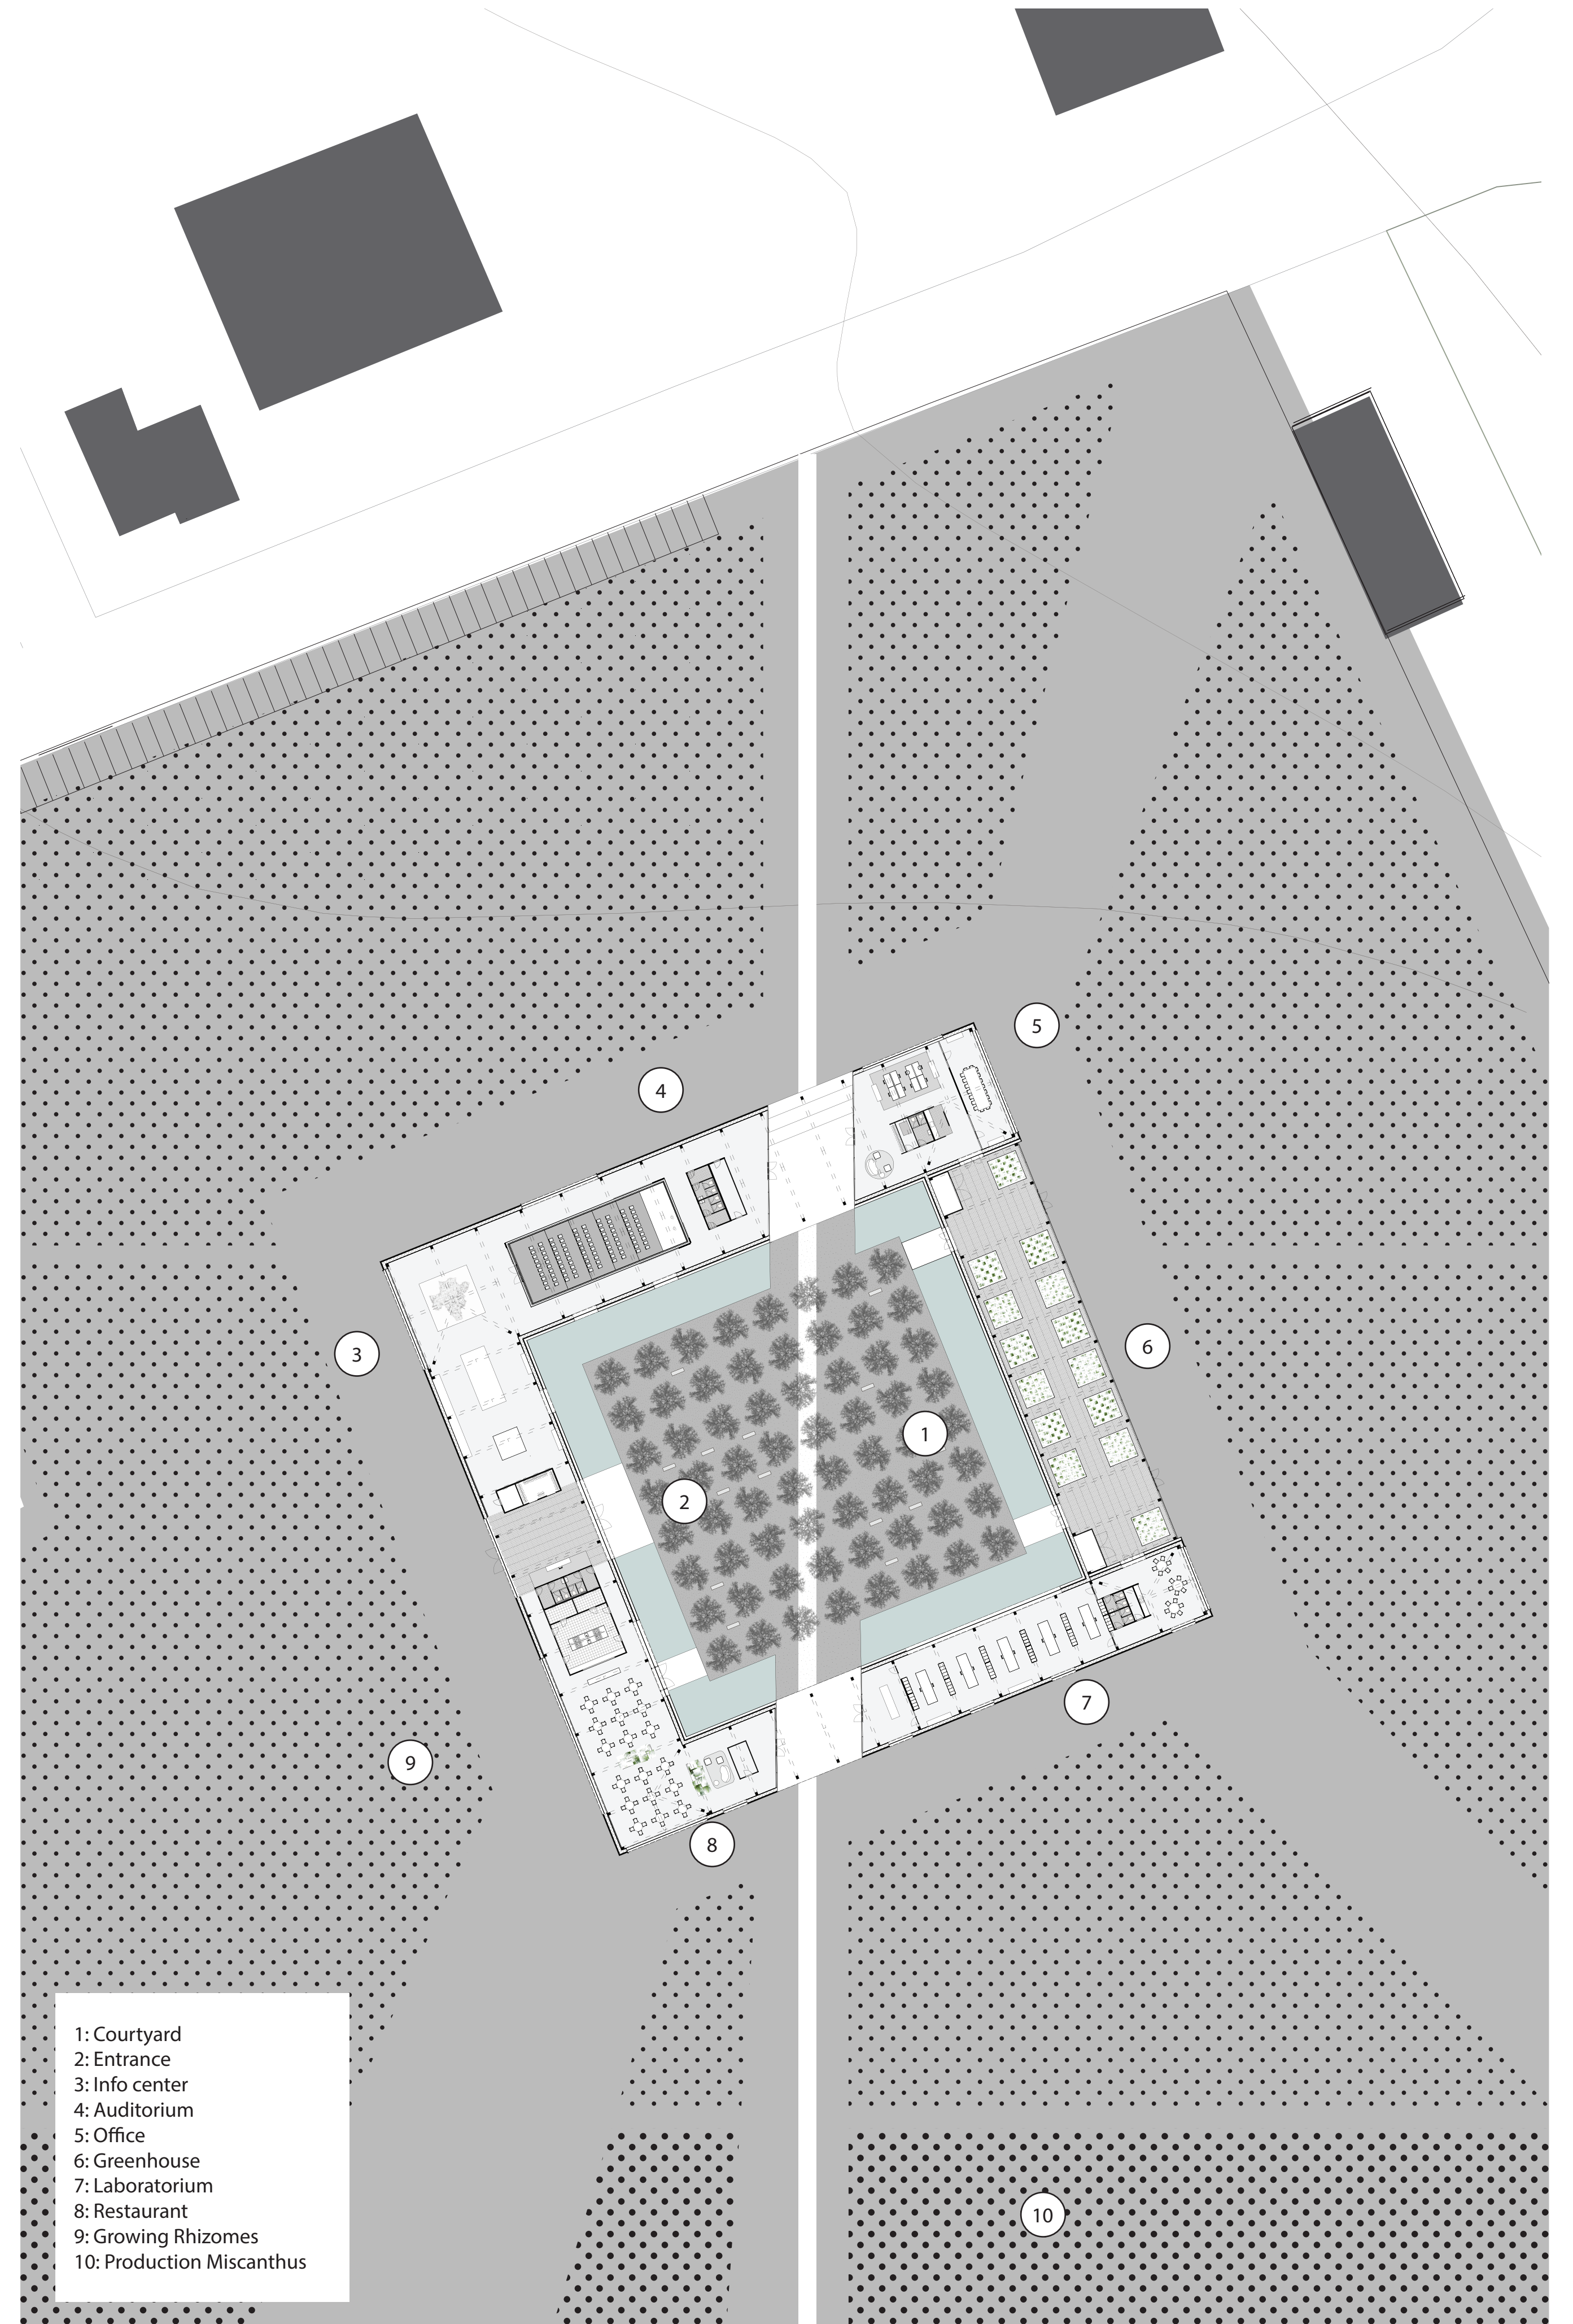 5
4
6
3
1
2
7
9
8
1: Courtyard
2: Entrance
3: Info center
4: Auditorium
5: Office
6: Greenhouse
7: Laboratorium
8: Restaurant
9: Growing Rhizomes
10: Production Miscanthus
10